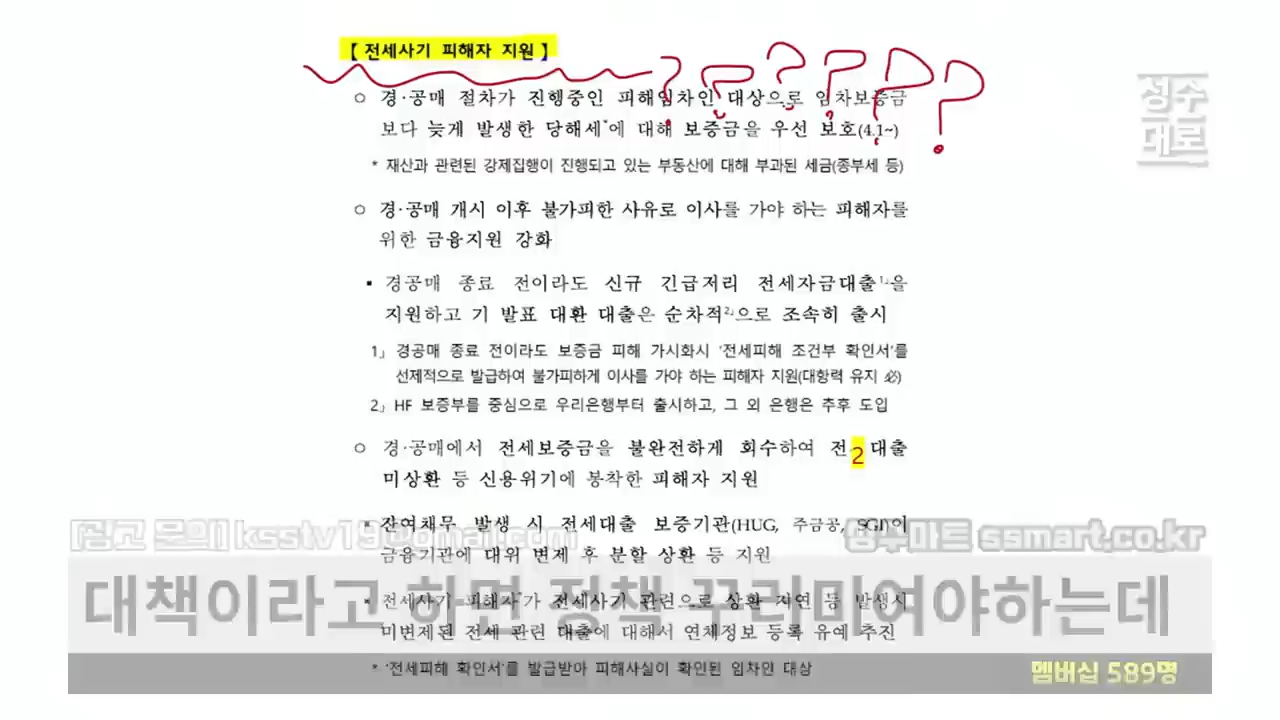 【 전세사기 피해자 지원 】
성수
대로
○ 경·공매 절차가 진행중인 피해임차인 대상으로 임차보증금
보다 늦게 발생한 당해세*에 대해 보증금을 우선 보호(4.1~)
* 재산과 관련된 강제집행이 진행되고 있는 부동산에 대해 부과된 세금(종부세 등)
○ 경·공매 개시 이후 불가피한 사유로 이사를 가야 하는 피해자를
위한 금융지원 강화
▪ 경공매 종료 전이라도 신규 긴급저리 전세자금대출¹⌟을
지원하고 기 발표 대환 대출은 순차적²⌟으로 조속히 출시
1⌟ 경공매 종료 전이라도 보증금 피해 가시화시 '전세피해 조건부 확인서'를
선제적으로 발급하여 불가피하게 이사를 가야 하는 피해자 지원(대항력 유지 必)
2⌟ HF 보증부를 중심으로 우리은행부터 출시하고, 그 외 은행은 추후 도입
○ 경·공매에서 전세보증금을 불완전하게 회수하여 전 2 대출
미상환 등 신용위기에 봉착한 피해자 지원
▪ 잔여채무 발생 시 전세대출 보증기관(HUG, 주금공, SGI)이
[광고 문의] ksstv19@gmail.com
성수마트 ssmart.co.kr
금융기관에 대위 변제 후 분할 상환 등 지원
대책이라고 하면 정책 꾸러미여야하는데
▪ 전세사기 피해자*가 전세사기 관련으로 상환 지연 등 발생시
미변제된 전세 관련 대출에 대해서 연체정보 등록 유예 추진
* '전세피해 확인서'를 발급받아 피해사실이 확인된 임차인 대상
멤버십 589명